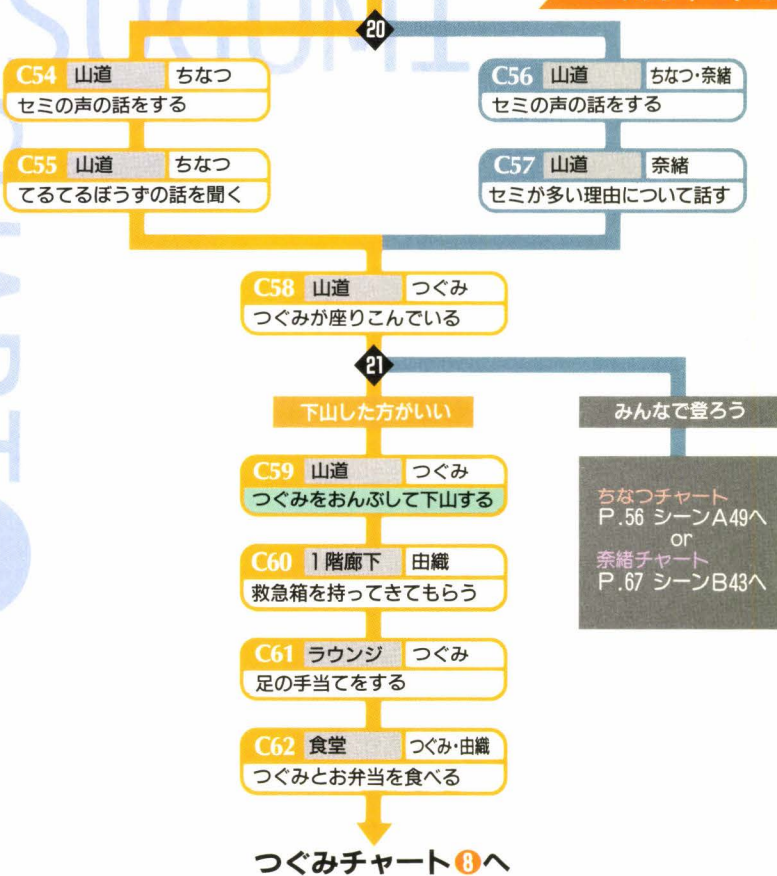 20
C54 山道 ちなつ
セミの声の話をする
C56 山道 ちなつ・奈緒
セミの声の話をする
C55 山道 ちなつ
てるてるぼうずの話を聞く
C57 山道 奈緒
セミが多い理由について話す
C58 山道 つぐみ
つぐみが座りこんでいる
21
下山した方がいい
みんなで登ろう
C59 山道 つぐみ
つぐみをおんぶして下山する
ちなつチャート
P.56 シーンA49へ
or
奈緒チャート
P.67 シーンB43へ
C60 1階廊下 由織
救急箱を持ってきてもらう
C61 ラウンジ つぐみ
足の手当てをする
C62 食堂 つぐみ・由織
つぐみとお弁当を食べる
つぐみチャート8へ